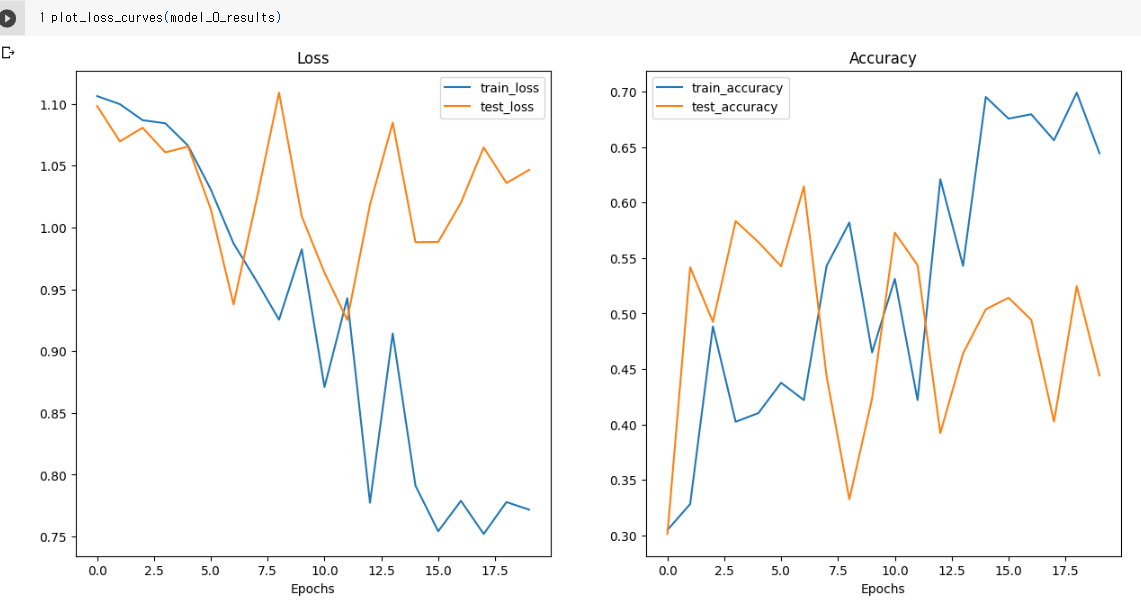 1 plot_loss_curves(model_0_results)
Loss
train_loss
test_loss
1.10
1.05
1.00
0.95
0.90
0.85
0.80
0.75
0.0 2.5 5.0 7.5 10.0 12.5 15.0 17.5
Epochs
Accuracy
train_accuracy
test_accuracy
0.70
0.65
0.60
0.55
0.50
0.45
0.40
0.35
0.30
0.0 2.5 5.0 7.5 10.0 12.5 15.0 17.5
Epochs